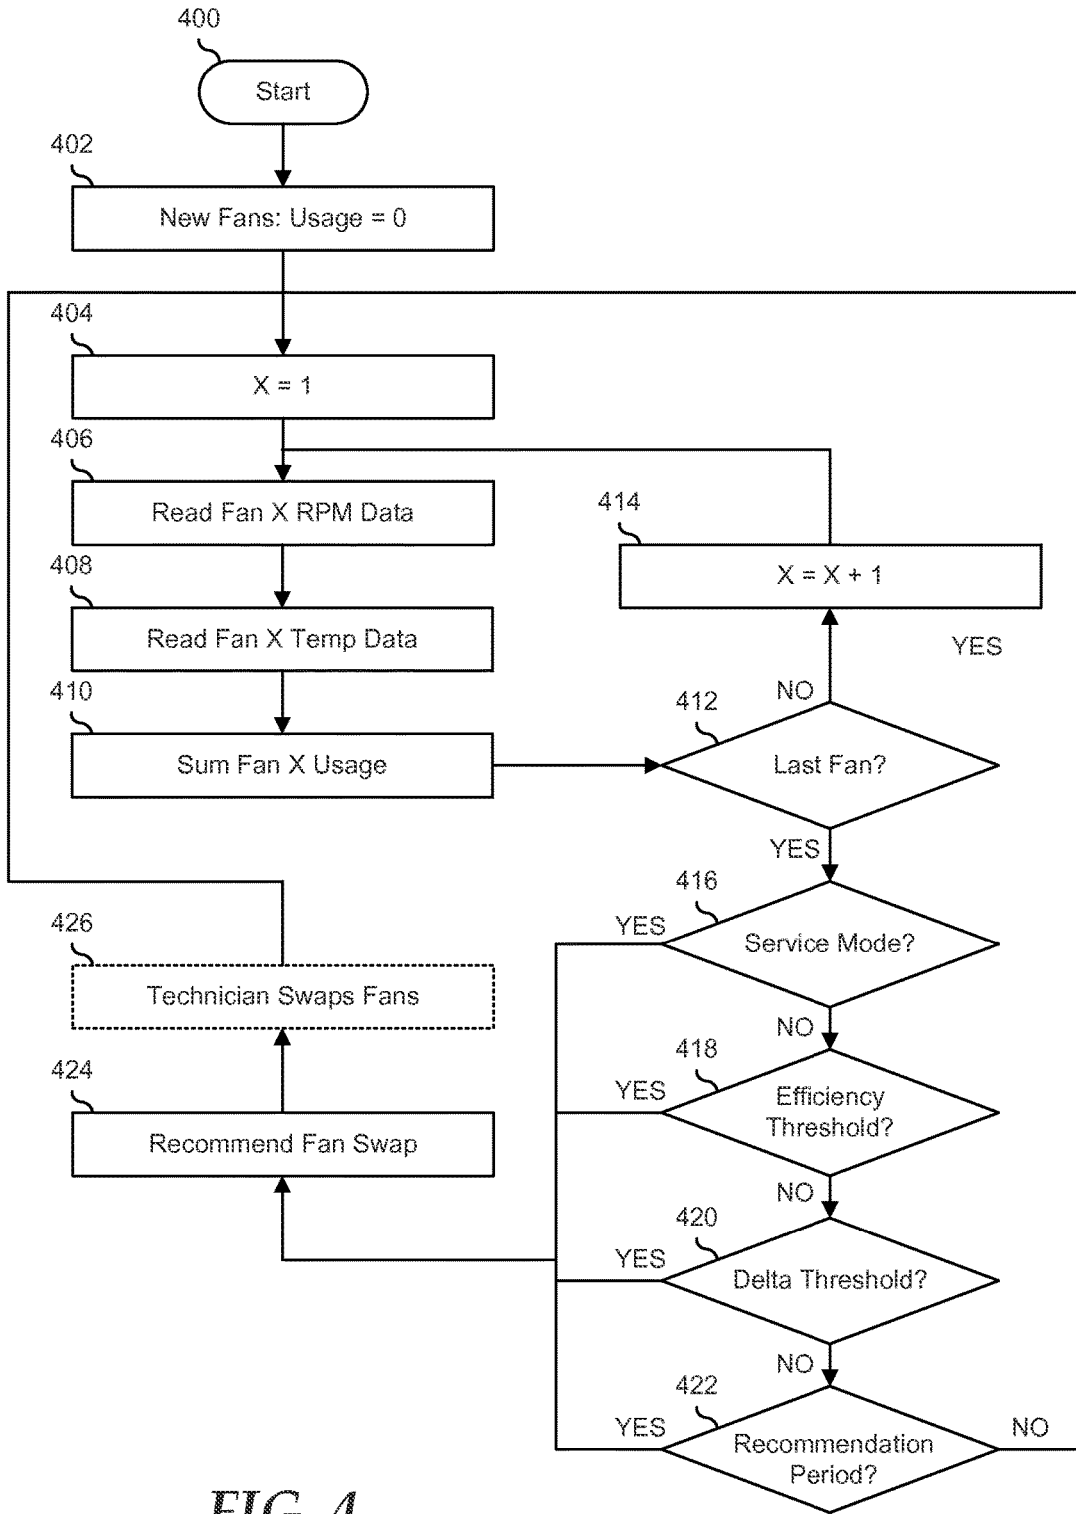 400
Start
402
New Fans: Usage = 0
404
X = 1
406
Read Fan X RPM Data
414
X = X + 1
408
Read Fan X Temp Data
YES
410
NO
412
Sum Fan X Usage
Last Fan?
YES
416
YES
Service Mode?
426
Technician Swaps Fans
NO
418
YES
Efficiency
Threshold?
424
Recommend Fan Swap
NO
420
YES
Delta Threshold?
NO
422
YES
NO
Recommendation
Period?
FIG. 4